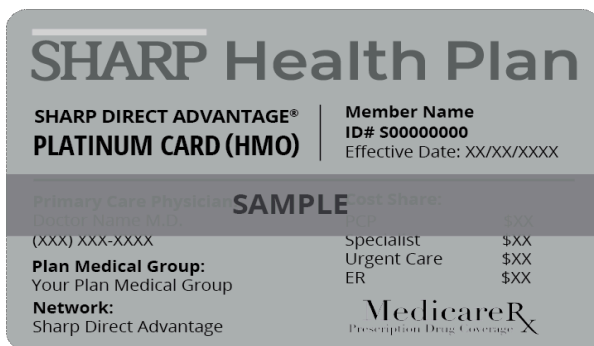 SHARP Health Plan
SHARP DIRECT ADVANTAGE®
PLATINUM CARD (HMO)
Member Name
ID# S00000000
Effective Date: XX/XX/XXXX
SAMPLE
Primary Care Physician
Doctor Name M.D.
(XXX) XXX-XXXX
Plan Medical Group:
Your Plan Medical Group
Network:
Sharp Direct Advantage
Cost Share:
PCP $XX
Specialist $XX
Urgent Care $XX
ER $XX
MedicareRx
Prescription Drug Coverage